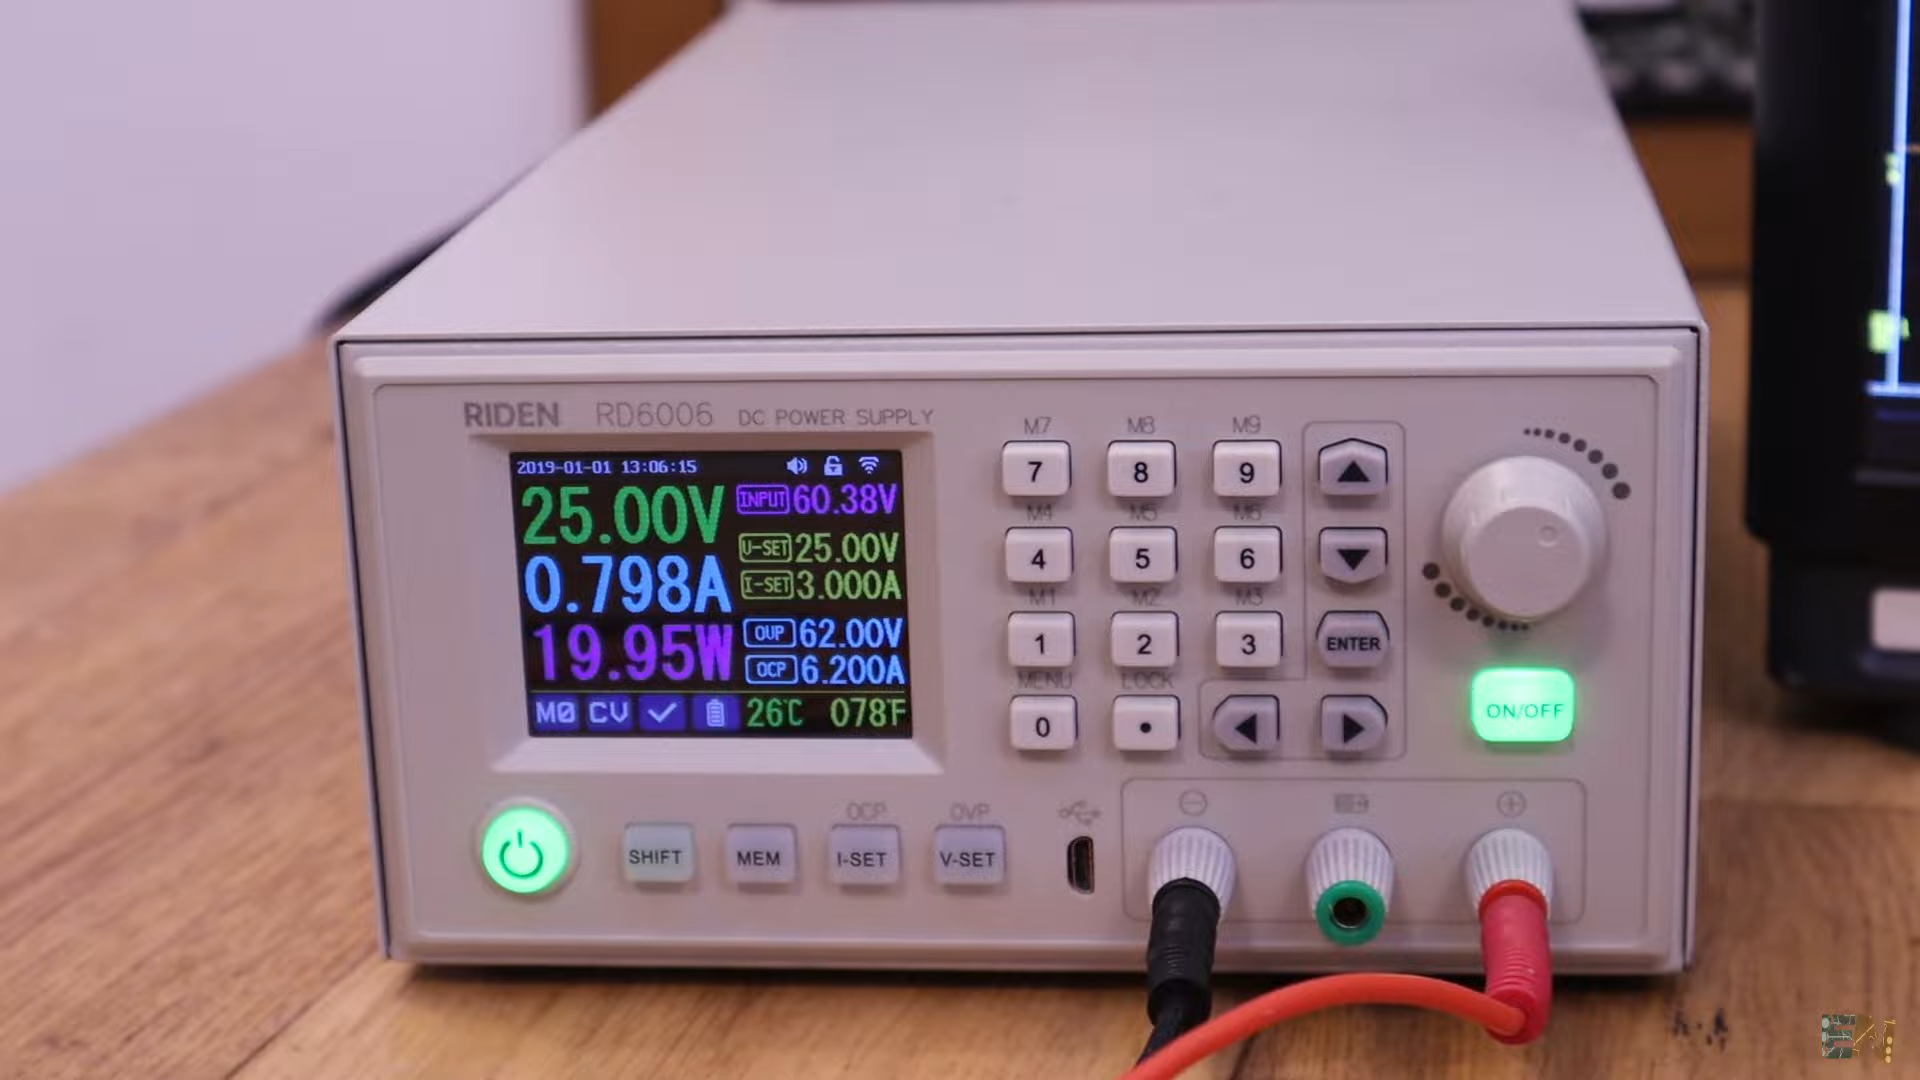 RIDEN RD6006 DC POWER SUPPLY
2019-01-01 13:06:15
25.00V
0.798A
19.95W
INPUT 60.38V
U-SET 25.00V
I-SET 3.000A
OUP 62.00V
OCP 6.200A
M0 CV 26℃ 078℉
M7 M8 M9
7 8 9
M4 M5 M6
4 5 6
M1 M2 M3
1 2 3
ENTER
MENU LOCK
0 •
ON/OFF
OCP OVP
SHIFT MEM I-SET V-SET